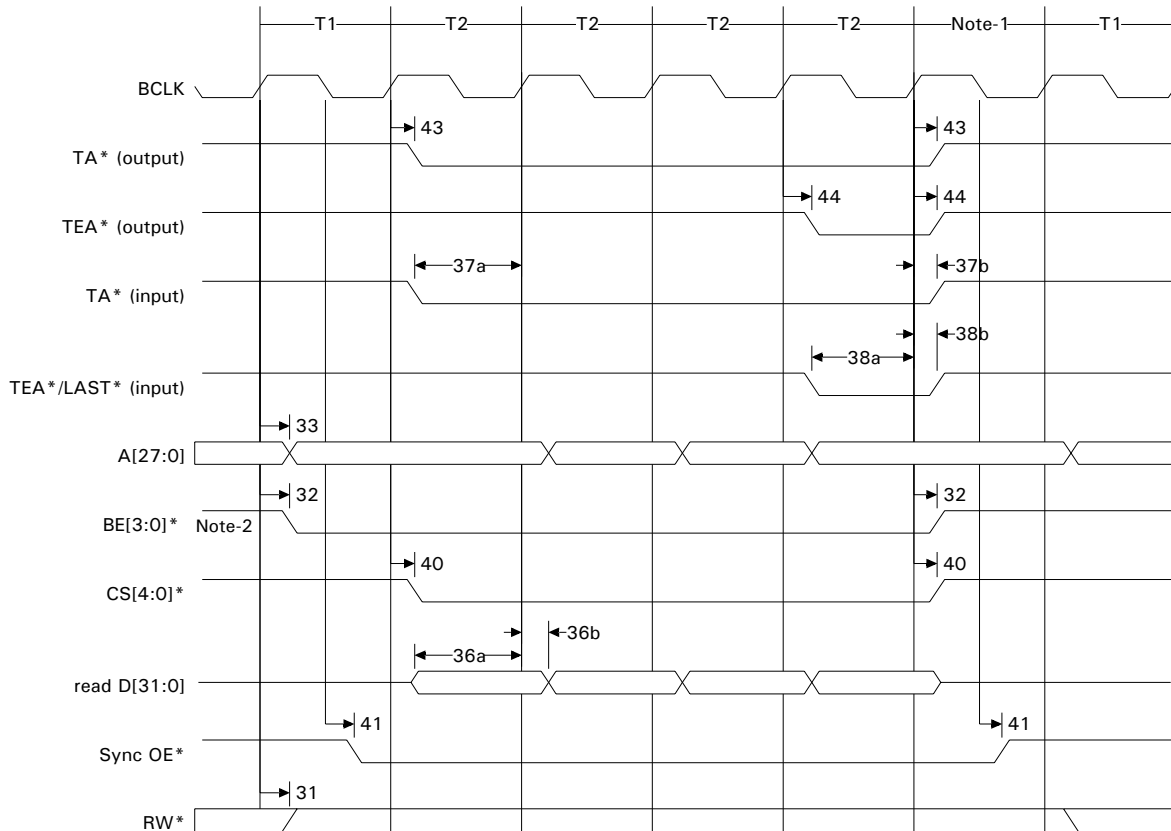 T1 T2 T2 T2 T2 Note-1 T1
BCLK
43 43
TA* (output)
44 44
TEA* (output)
37a 37b
TA* (input)
38b
38a
TEA*/LAST* (input)
33
A[27:0]
32 32
BE[3:0]* Note-2
40 40
CS[4:0]*
36b
36a
read D[31:0]
41 41
Sync OE*
31
RW*